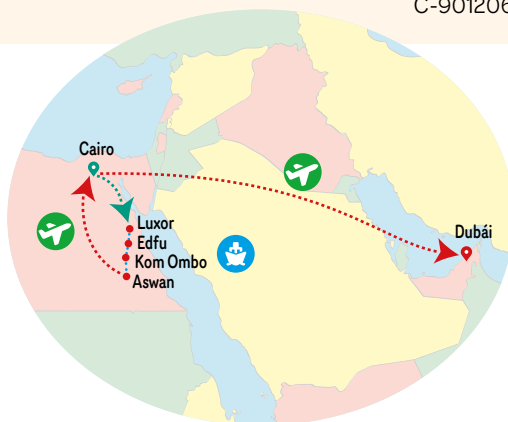 C-901206
Cairo
Luxor
Edfu
Kom Ombo
Aswan
Dubái